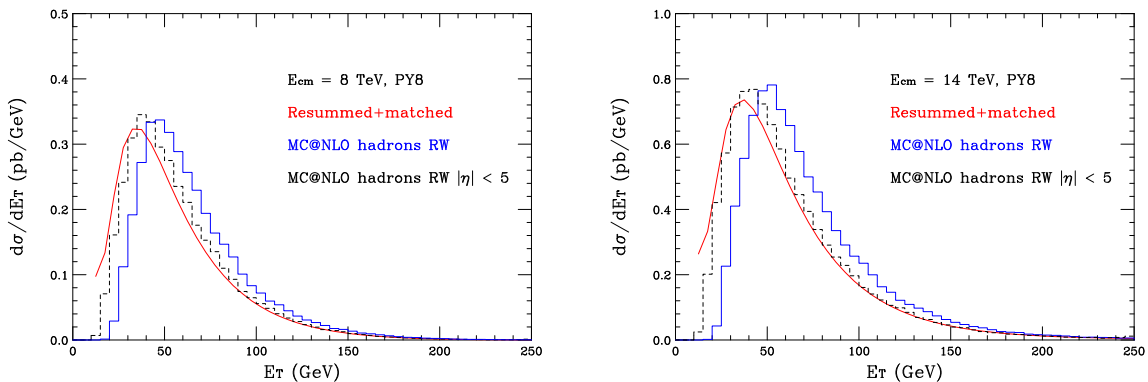 0.5
0.4
0.3
0.2
0.1
0.0
dσ/dET (pb/GeV)
Ecm = 8 TeV, PY8
Resummed+matched
MC@NLO hadrons RW
MC@NLO hadrons RW |η| < 5
0 50 100 150 200 250
ET (GeV)
1.0
0.8
0.6
0.4
0.2
0.0
dσ/dET (pb/GeV)
Ecm = 14 TeV, PY8
Resummed+matched
MC@NLO hadrons RW
MC@NLO hadrons RW |η| < 5
0 50 100 150 200 250
ET (GeV)